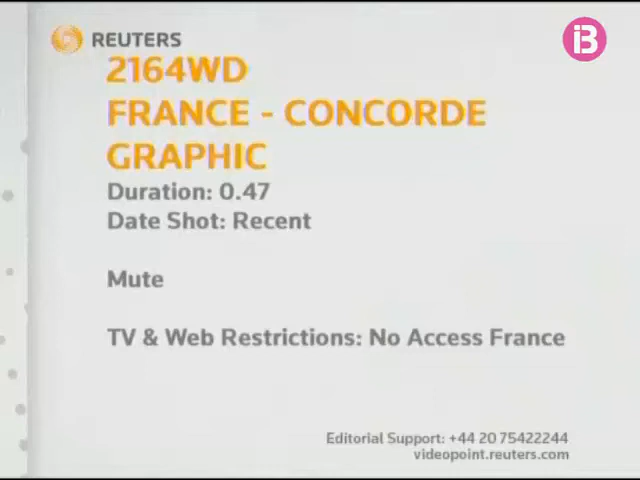 REUTERS
2164WD
FRANCE - CONCORDE
GRAPHIC
Duration: 0.47
Date Shot: Recent
Mute
TV & Web Restrictions: No Access France
Editorial Support: +44 20 75422244
videopoint.reuters.com